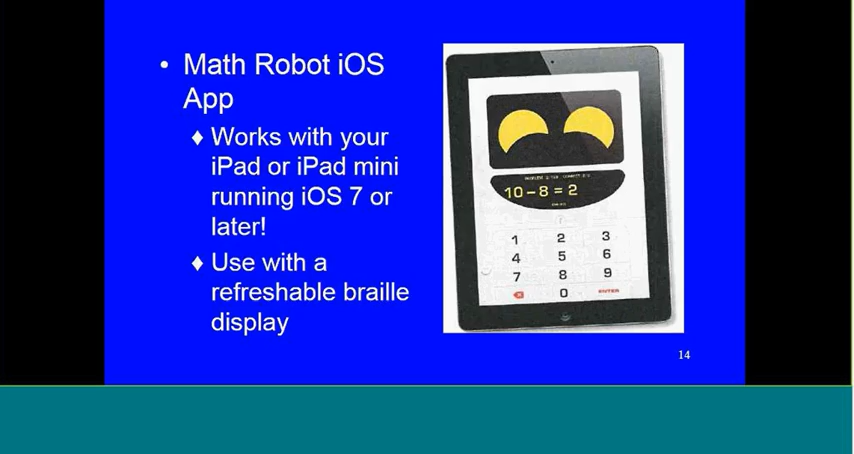 • Math Robot iOS
App
♦ Works with your
iPad or iPad mini
running iOS 7 or
later!
♦ Use with a
refreshable braille
display
10 - 8 = 2
1 2 3
4 5 6
7 8 9
0 ENTER
14